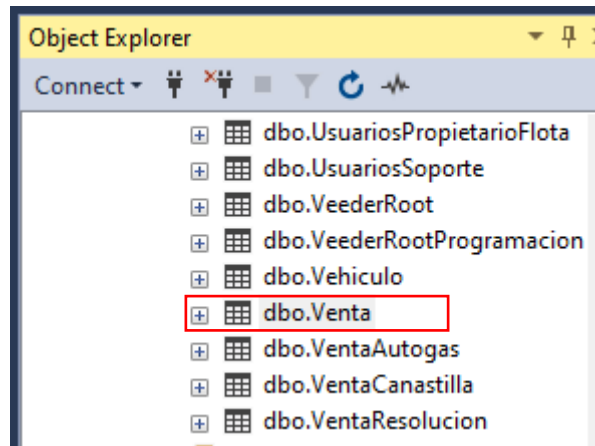 Object Explorer
Connect
dbo.UsuariosPropietarioFlota
dbo.UsuariosSoporte
dbo.VeederRoot
dbo.VeederRootProgramacion
dbo.Vehiculo
dbo.Venta
dbo.VentaAutogas
dbo.VentaCanastilla
dbo.VentaResolucion